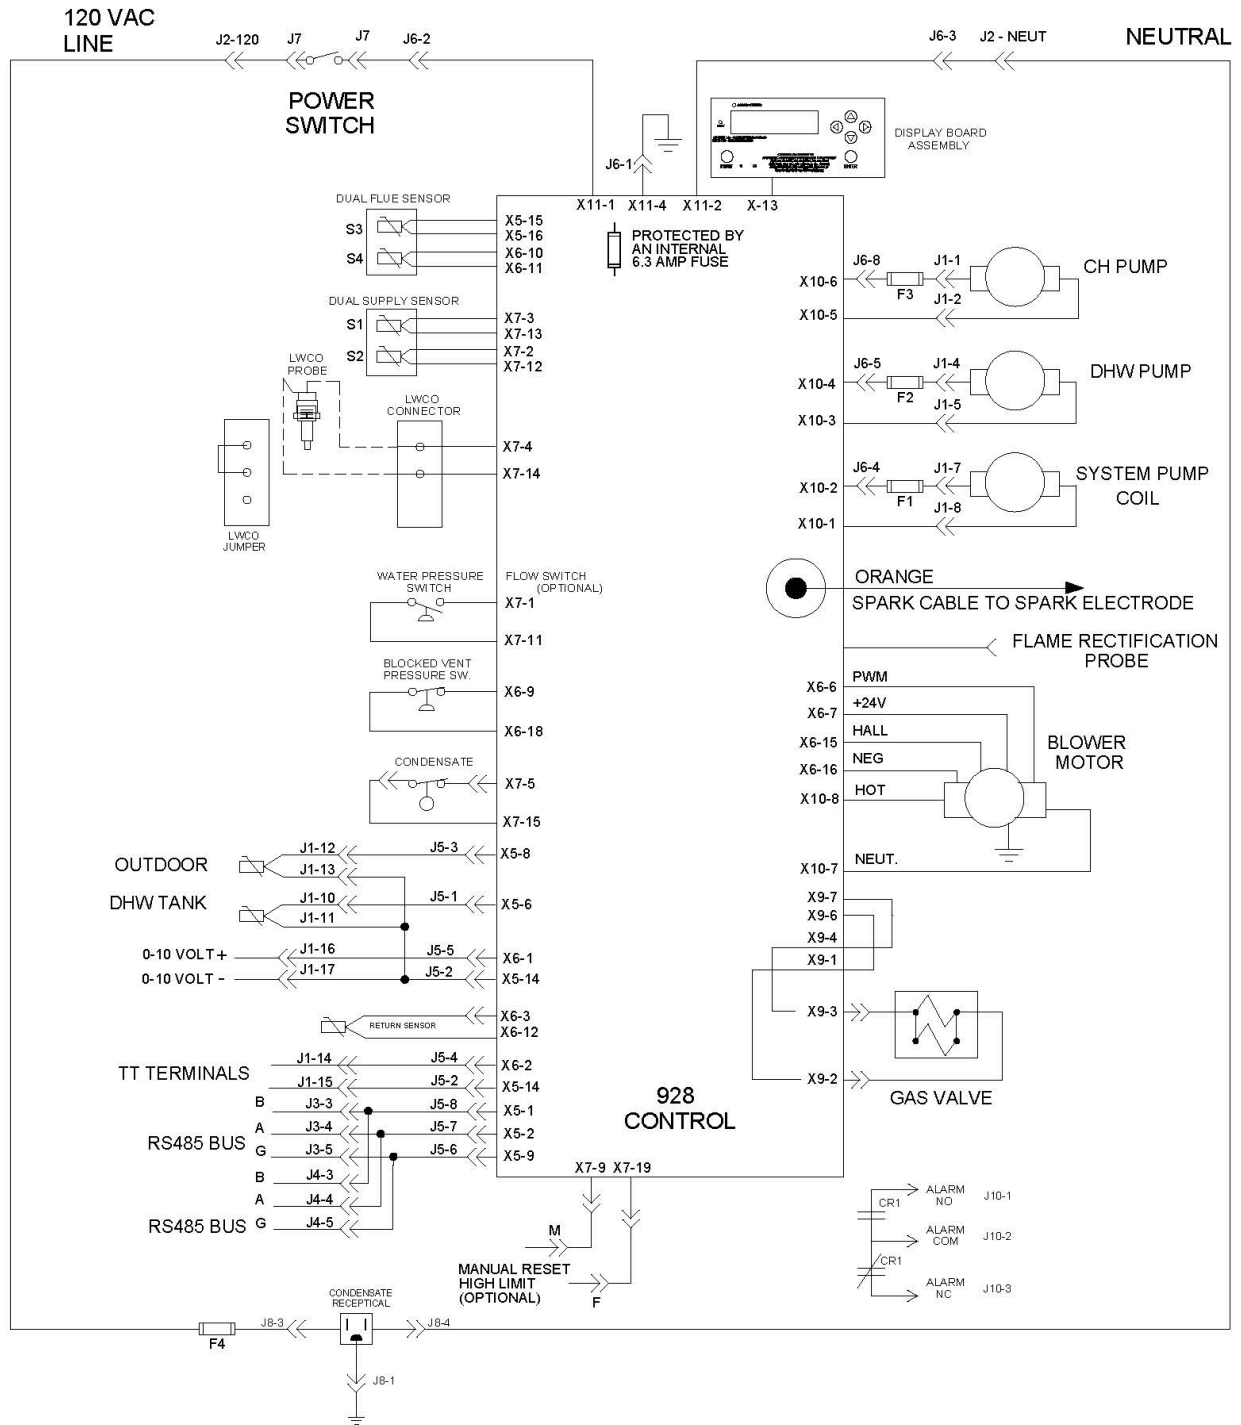 120 VAC
LINE
J2-120
J7
J7
J6-2
J6-3
J2 - NEUT
NEUTRAL
POWER
SWITCH
DISPLAY BOARD
ASSEMBLY
J6-1
X11-1
X11-4
X11-2
X-13
PROTECTED BY
AN INTERNAL
6.3 AMP FUSE
DUAL FLUE SENSOR
S3
S4
X5-15
X5-16
X6-10
X6-11
DUAL SUPPLY SENSOR
S1
S2
X7-3
X7-13
X7-2
X7-12
LWCO
PROBE
LWCO
CONNECTOR
X7-4
X7-14
LWCO
JUMPER
WATER PRESSURE
SWITCH
FLOW SWITCH
(OPTIONAL)
X7-1
X7-11
BLOCKED VENT
PRESSURE SW.
X6-9
X6-18
CONDENSATE
X7-5
X7-15
OUTDOOR
J1-12
J1-13
J5-3
X5-8
DHW TANK
J1-10
J1-11
J5-1
X5-6
0-10 VOLT +
J1-16
J5-5
X6-1
0-10 VOLT -
J1-17
J5-2
X5-14
RETURN SENSOR
X6-3
X6-12
TT TERMINALS
J1-14
J5-4
X6-2
J1-15
J5-2
X5-14
RS485 BUS
B
J3-3
J5-8
X5-1
A
J3-4
J5-7
X5-2
G
J3-5
J5-6
X5-9
RS485 BUS
B
J4-3
A
J4-4
G
J4-5
X10-6
J6-8
F3
J1-1
CH PUMP
X10-5
J1-2
X10-4
J6-5
F2
J1-4
DHW PUMP
X10-3
J1-5
X10-2
J6-4
F1
J1-7
SYSTEM PUMP
COIL
X10-1
J1-8
ORANGE
SPARK CABLE TO SPARK ELECTRODE
FLAME RECTIFICATION
PROBE
X6-6
PWM
X6-7
+24V
X6-15
HALL
X6-16
NEG
X10-8
HOT
BLOWER
MOTOR
X10-7
NEUT.
X9-7
X9-6
X9-4
X9-1
X9-3
X9-2
GAS VALVE
928
CONTROL
X7-9
X7-19
M
MANUAL RESET
HIGH LIMIT
(OPTIONAL)
F
CR1
ALARM
NO
J10-1
ALARM
COM
J10-2
CR1
ALARM
NC
J10-3
CONDENSATE
RECEPTICAL
F4
J8-3
J8-4
J8-1